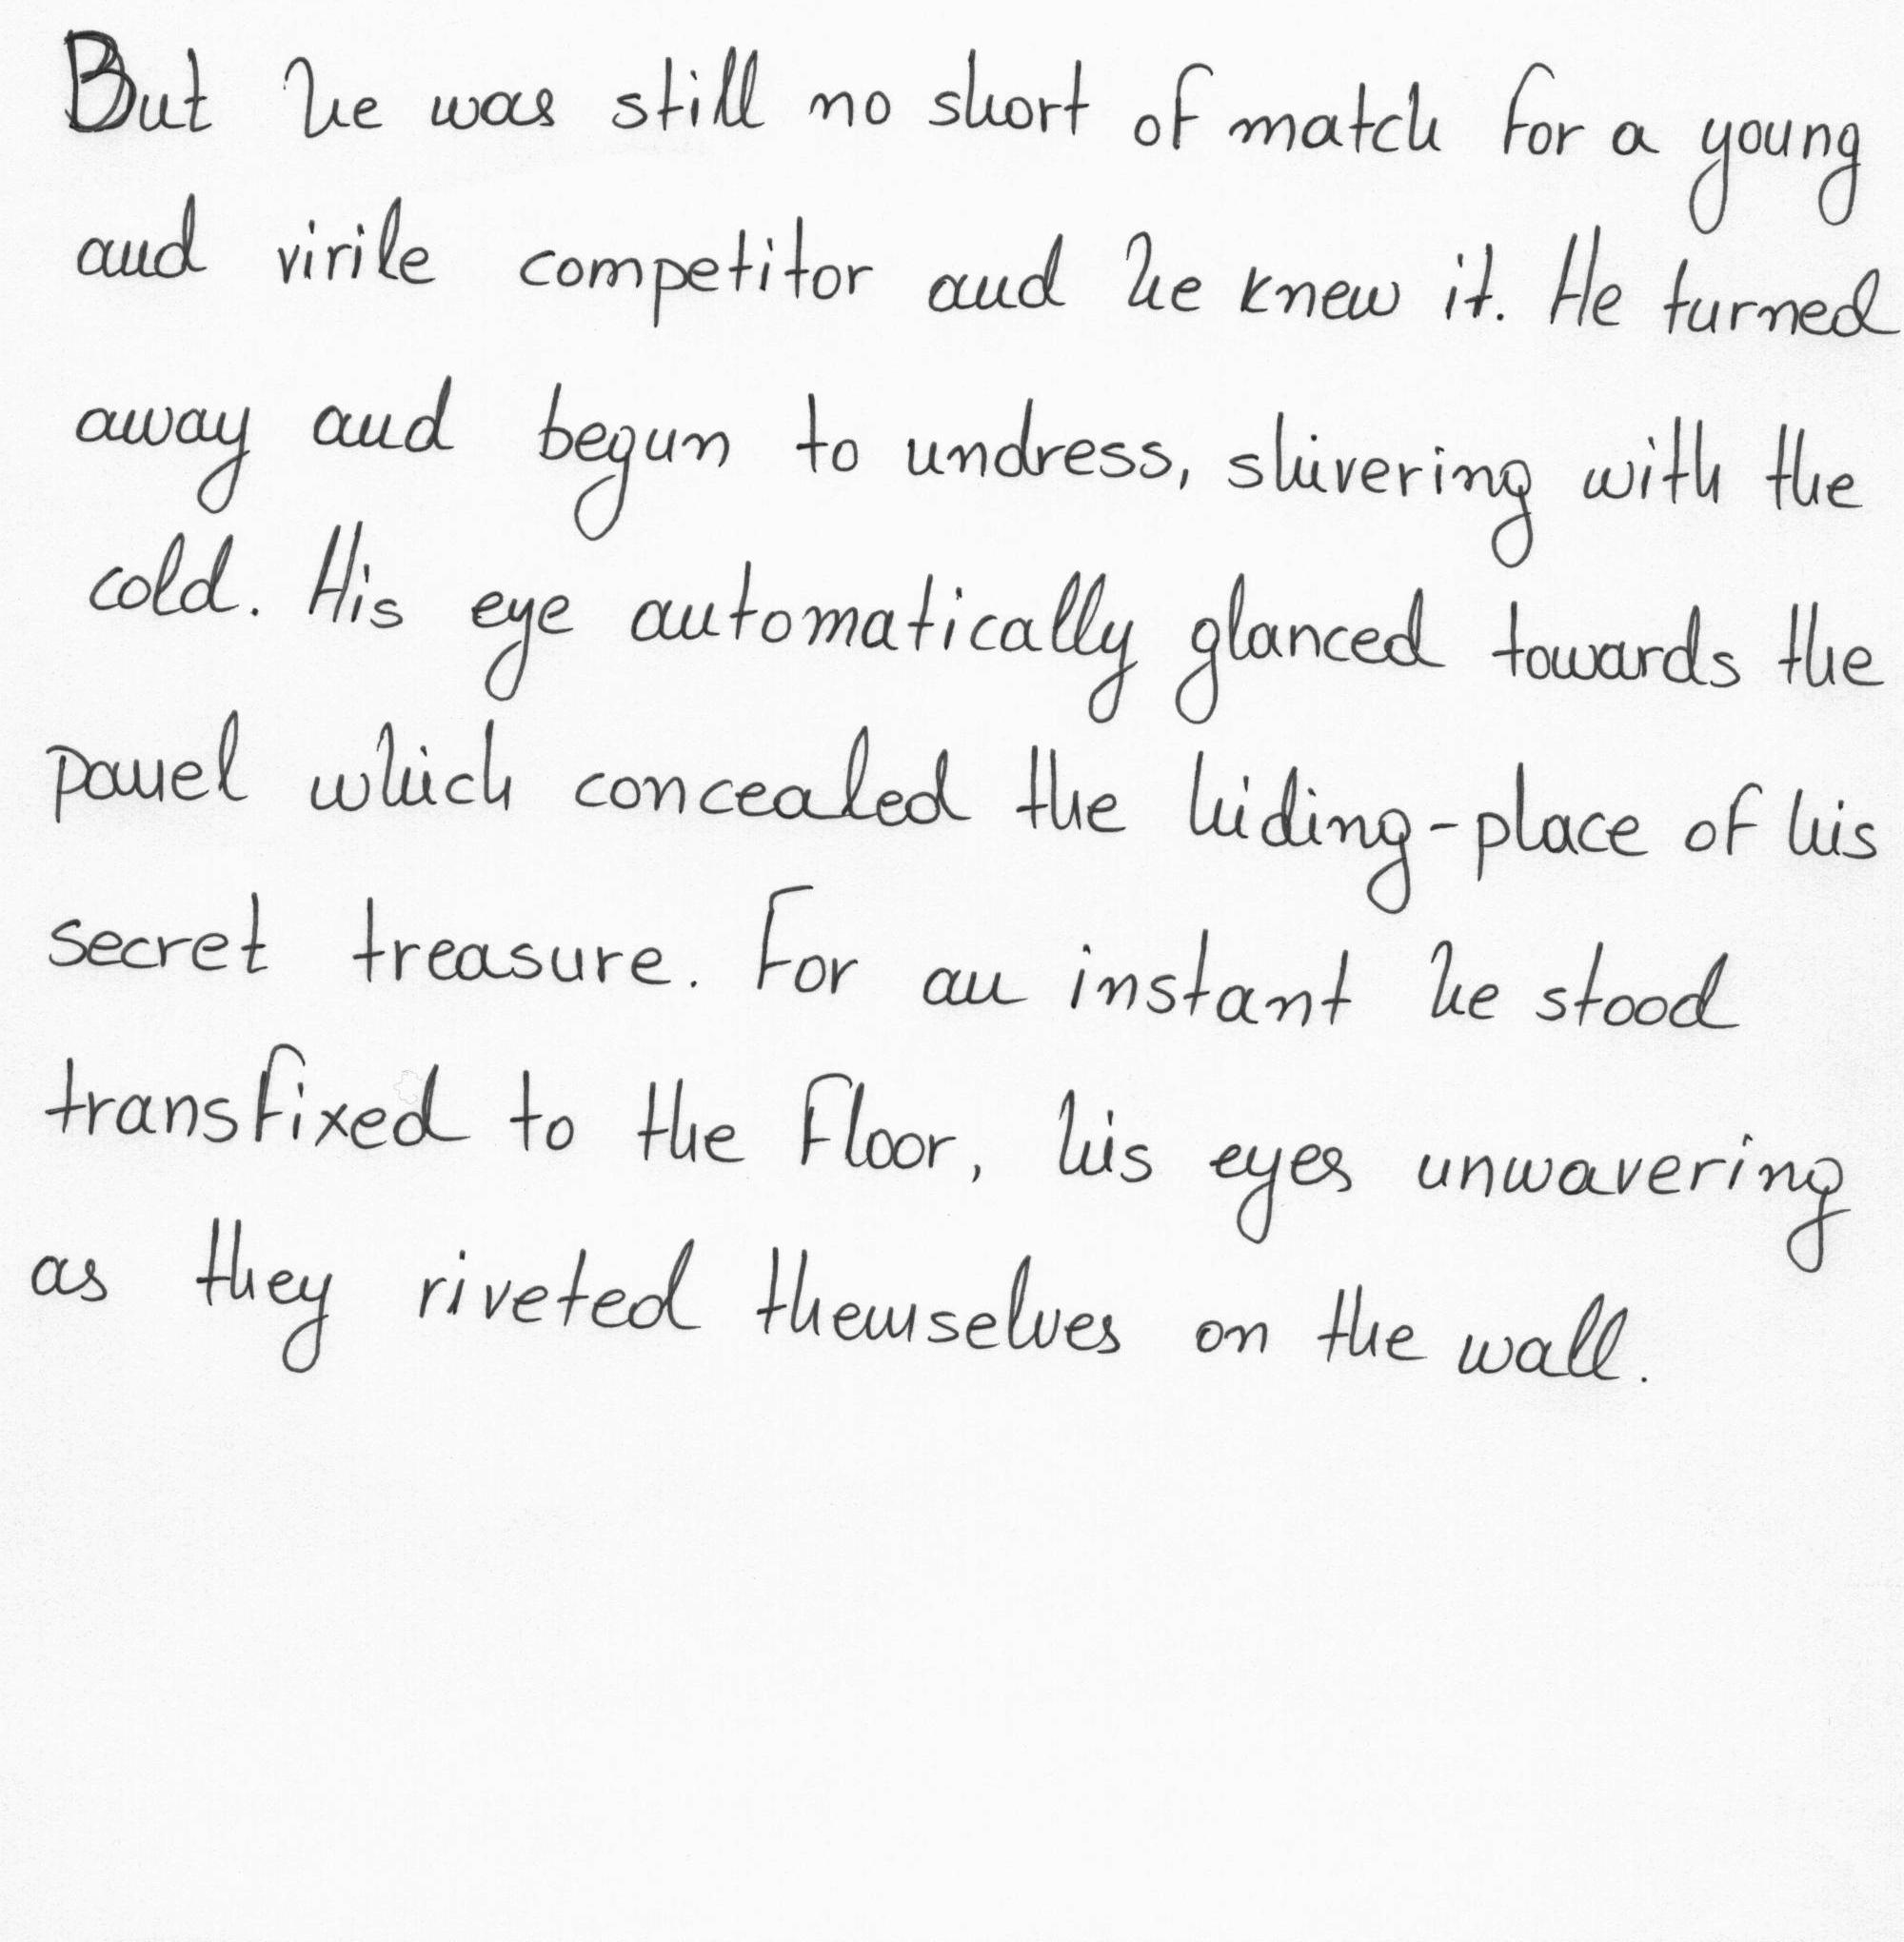 But he was still no short of match for a young
and virile competitor and he knew it. He turned
away and begun to undress, shivering with the
cold. His eye automatically glanced towards the
panel which concealed the hiding-place of his
secret treasure. For an instant he stood
transfixed to the floor, his eyes unwavering
as they riveted themselves on the wall.